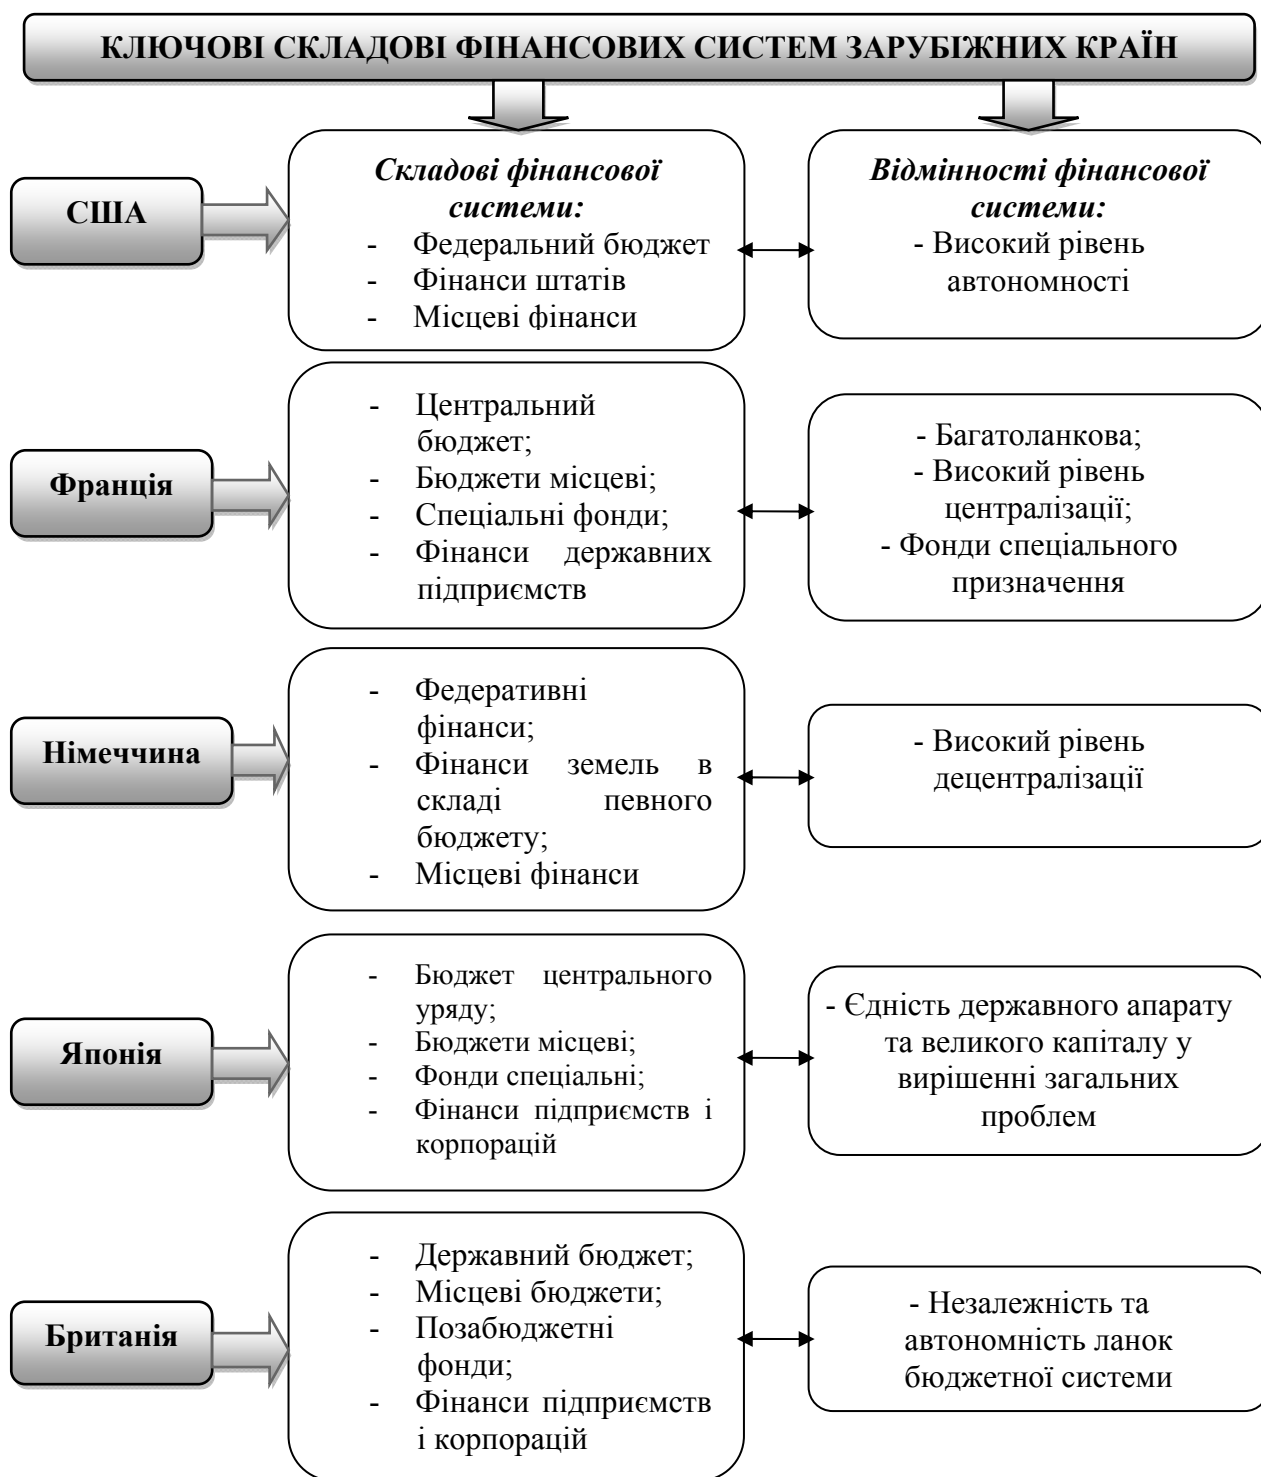 КЛЮЧОВІ СКЛАДОВІ ФІНАНСОВИХ СИСТЕМ ЗАРУБІЖНИХ КРАЇН
США
Складові фінансової
системи:
- Федеральний бюджет
- Фінанси штатів
- Місцеві фінанси
Відмінності фінансової
системи:
- Високий рівень
автономності
Франція
- Центральний
бюджет;
- Бюджети місцеві;
- Спеціальні фонди;
- Фінанси державних
підприємств
- Багатоланкова;
- Високий рівень
централізації;
- Фонди спеціального
призначення
Німеччина
- Федеративні
фінанси;
- Фінанси земель в
складі певного
бюджету;
- Місцеві фінанси
- Високий рівень
децентралізації
Японія
- Бюджет центрального
уряду;
- Бюджети місцеві;
- Фонди спеціальні;
- Фінанси підприємств і
корпорацій
- Єдність державного апарату
та великого капіталу у
вирішенні загальних
проблем
Британія
- Державний бюджет;
- Місцеві бюджети;
- Позабюджетні
фонди;
- Фінанси підприємств
і корпорацій
- Незалежність та
автономність ланок
бюджетної системи